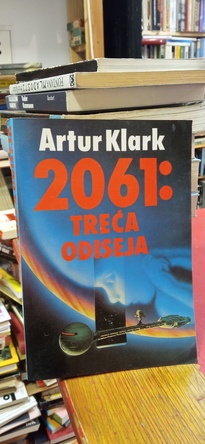 Artur Klark
2061:
TREĆA
ODISEJA